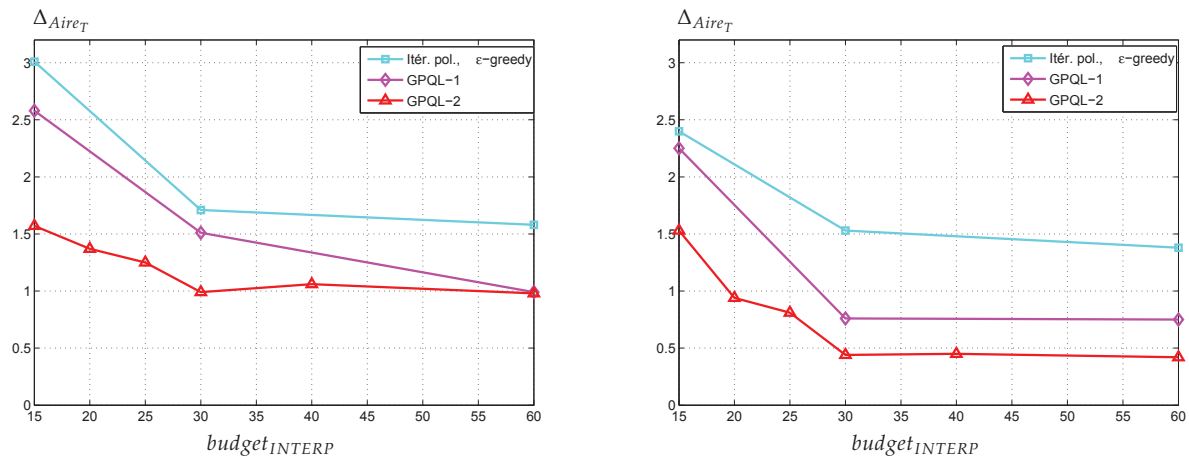 Δ_{Aire_T}
3
2.5
2
1.5
1
0.5
0
Itér. pol., ε−greedy
GPQL−1
GPQL−2
15 20 25 30 35 40 45 50 55 60
budget_{INTERP}
Δ_{Aire_T}
3
2.5
2
1.5
1
0.5
0
Itér. pol., ε−greedy
GPQL−1
GPQL−2
15 20 25 30 35 40 45 50 55 60
budget_{INTERP}